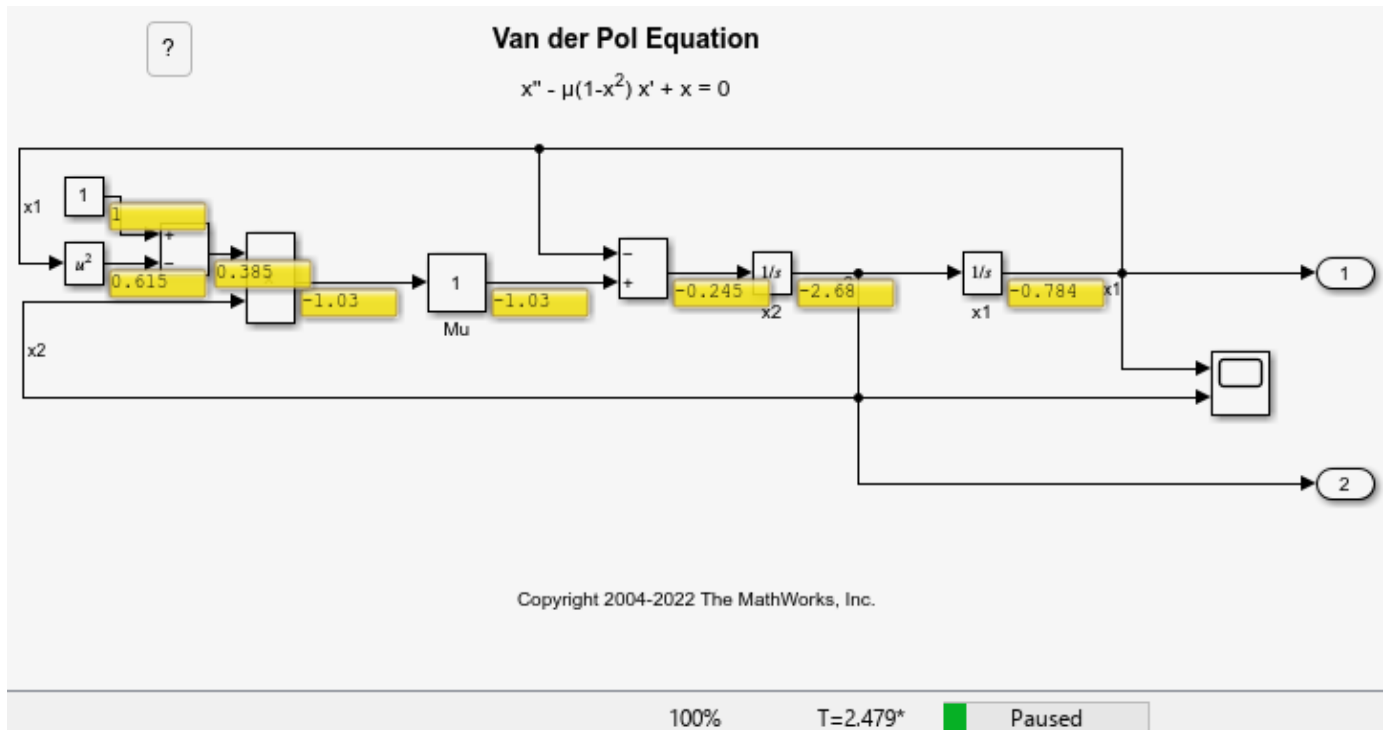 ?
Van der Pol Equation
x" - μ(1-x²) x' + x = 0
x1
1
1
+
u²
−
0.615
0.385
-1.03
1
-1.03
Mu
−
+
-0.245
1/s
-2.68
x2
1/s
-0.784
x1
x1
1
x2
2
Copyright 2004-2022 The MathWorks, Inc.
100%
T=2.479*
Paused